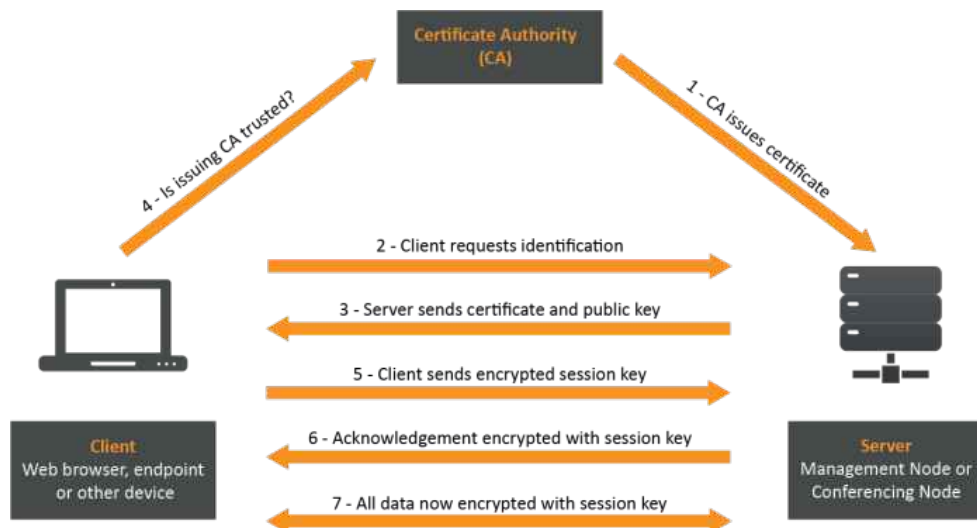 Certificate Authority
(CA)
4 - Is issuing CA trusted?
1 - CA issues certificate
2 - Client requests identification
3 - Server sends certificate and public key
5 - Client sends encrypted session key
6 - Acknowledgement encrypted with session key
7 - All data now encrypted with session key
Client
Web browser, endpoint
or other device
Server
Management Node or
Conferencing Node